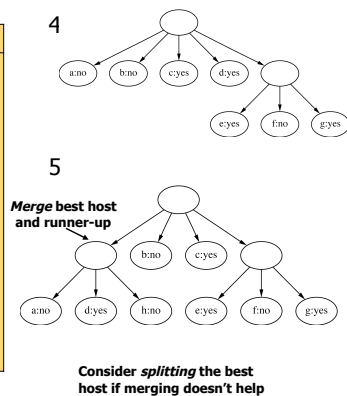 4
a:no b:no c:yes d:yes
e:yes f:no g:yes
5
Merge best host
and runner-up
b:no c:yes
a:no d:yes h:no e:yes f:no g:yes
Consider splitting the best
host if merging doesn't help